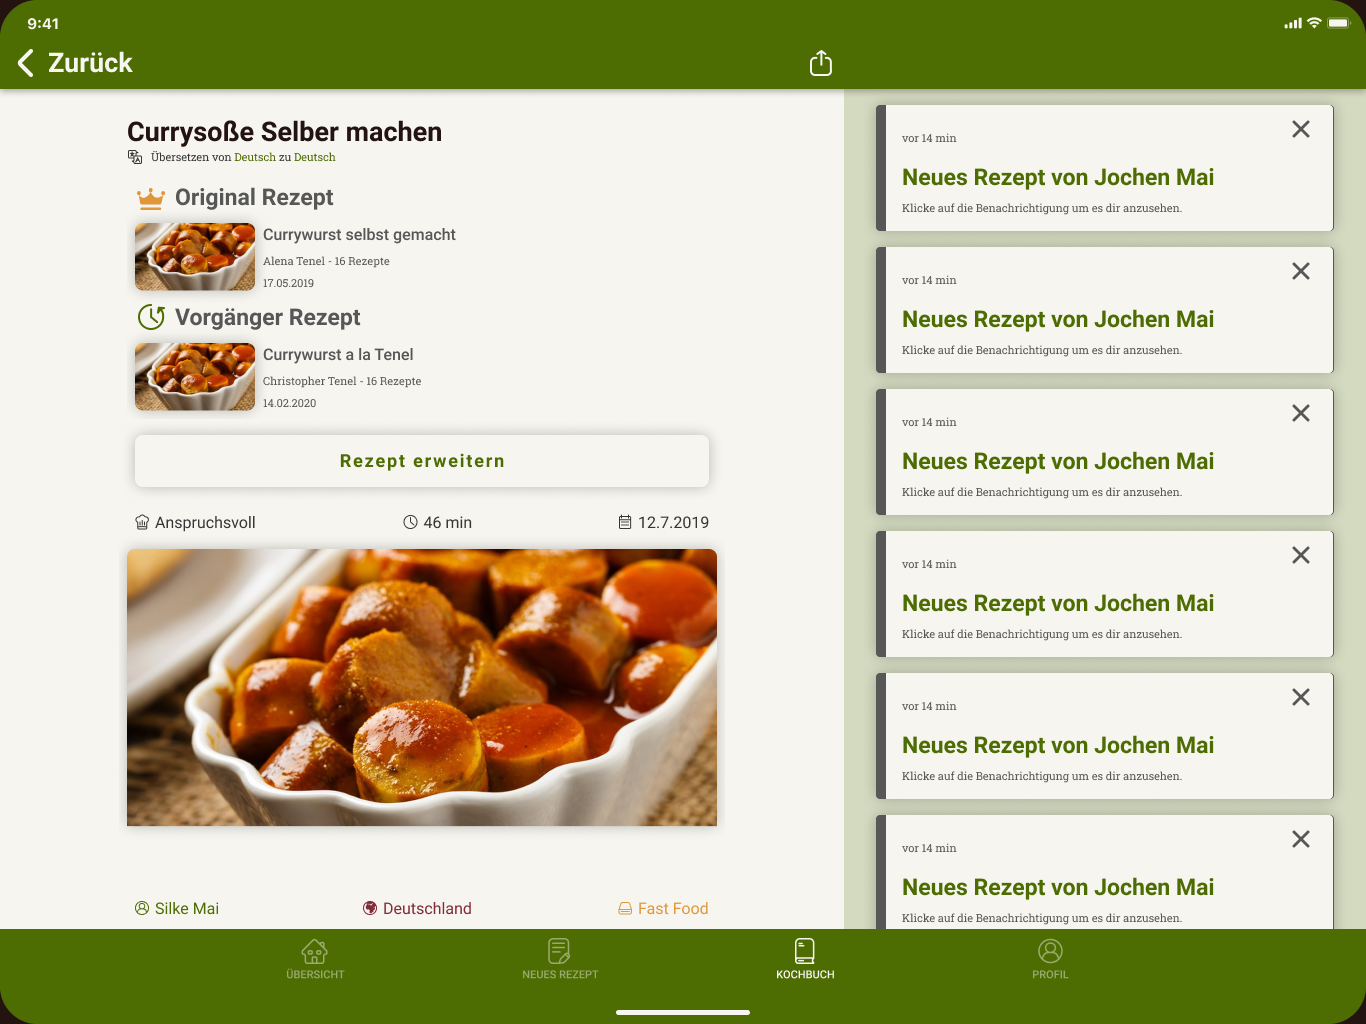 9:41
Zurück
Currysoße Selber machen
Übersetzen von Deutsch zu Deutsch
Original Rezept
Currywurst selbst gemacht
Alena Tenel - 16 Rezepte
17.05.2019
Vorgänger Rezept
Currywurst a la Tenel
Christopher Tenel - 16 Rezepte
14.02.2020
Rezept erweitern
Anspruchsvoll 46 min 12.7.2019
Silke Mai Deutschland Fast Food
vor 14 min
Neues Rezept von Jochen Mai
Klicke auf die Benachrichtigung um es dir anzusehen.
vor 14 min
Neues Rezept von Jochen Mai
Klicke auf die Benachrichtigung um es dir anzusehen.
vor 14 min
Neues Rezept von Jochen Mai
Klicke auf die Benachrichtigung um es dir anzusehen.
vor 14 min
Neues Rezept von Jochen Mai
Klicke auf die Benachrichtigung um es dir anzusehen.
vor 14 min
Neues Rezept von Jochen Mai
Klicke auf die Benachrichtigung um es dir anzusehen.
vor 14 min
Neues Rezept von Jochen Mai
Klicke auf die Benachrichtigung um es dir anzusehen.
ÜBERSICHT NEUES REZEPT KOCHBUCH PROFIL